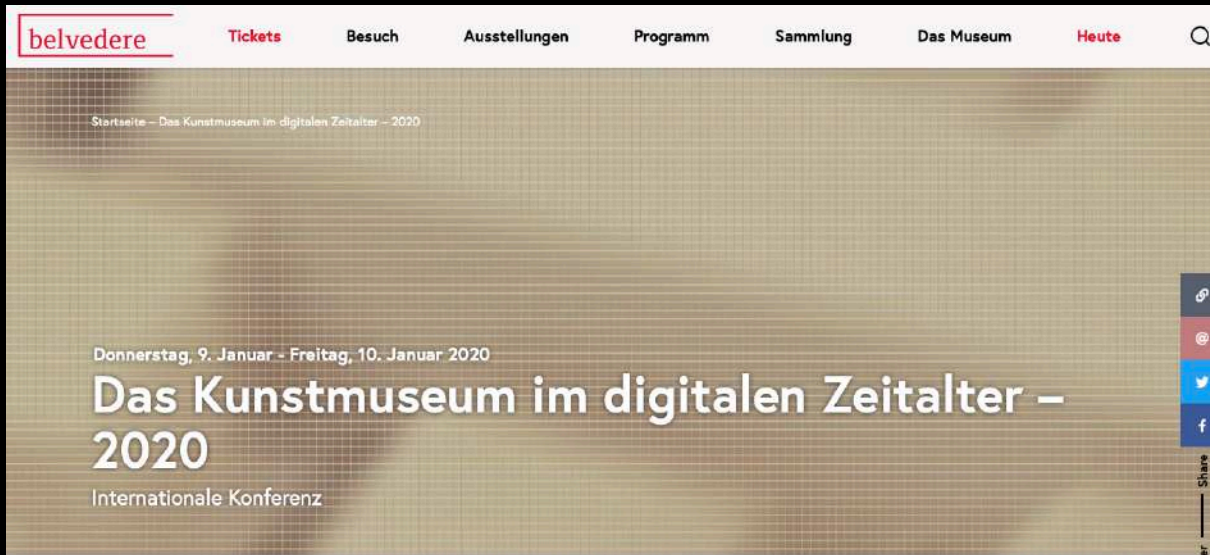 belvedere Tickets Besuch Ausstellungen Programm Sammlung Das Museum Heute
Startseite – Das Kunstmuseum im digitalen Zeitalter – 2020
Donnerstag, 9. Januar - Freitag, 10. Januar 2020
Das Kunstmuseum im digitalen Zeitalter –
2020
Internationale Konferenz
Share